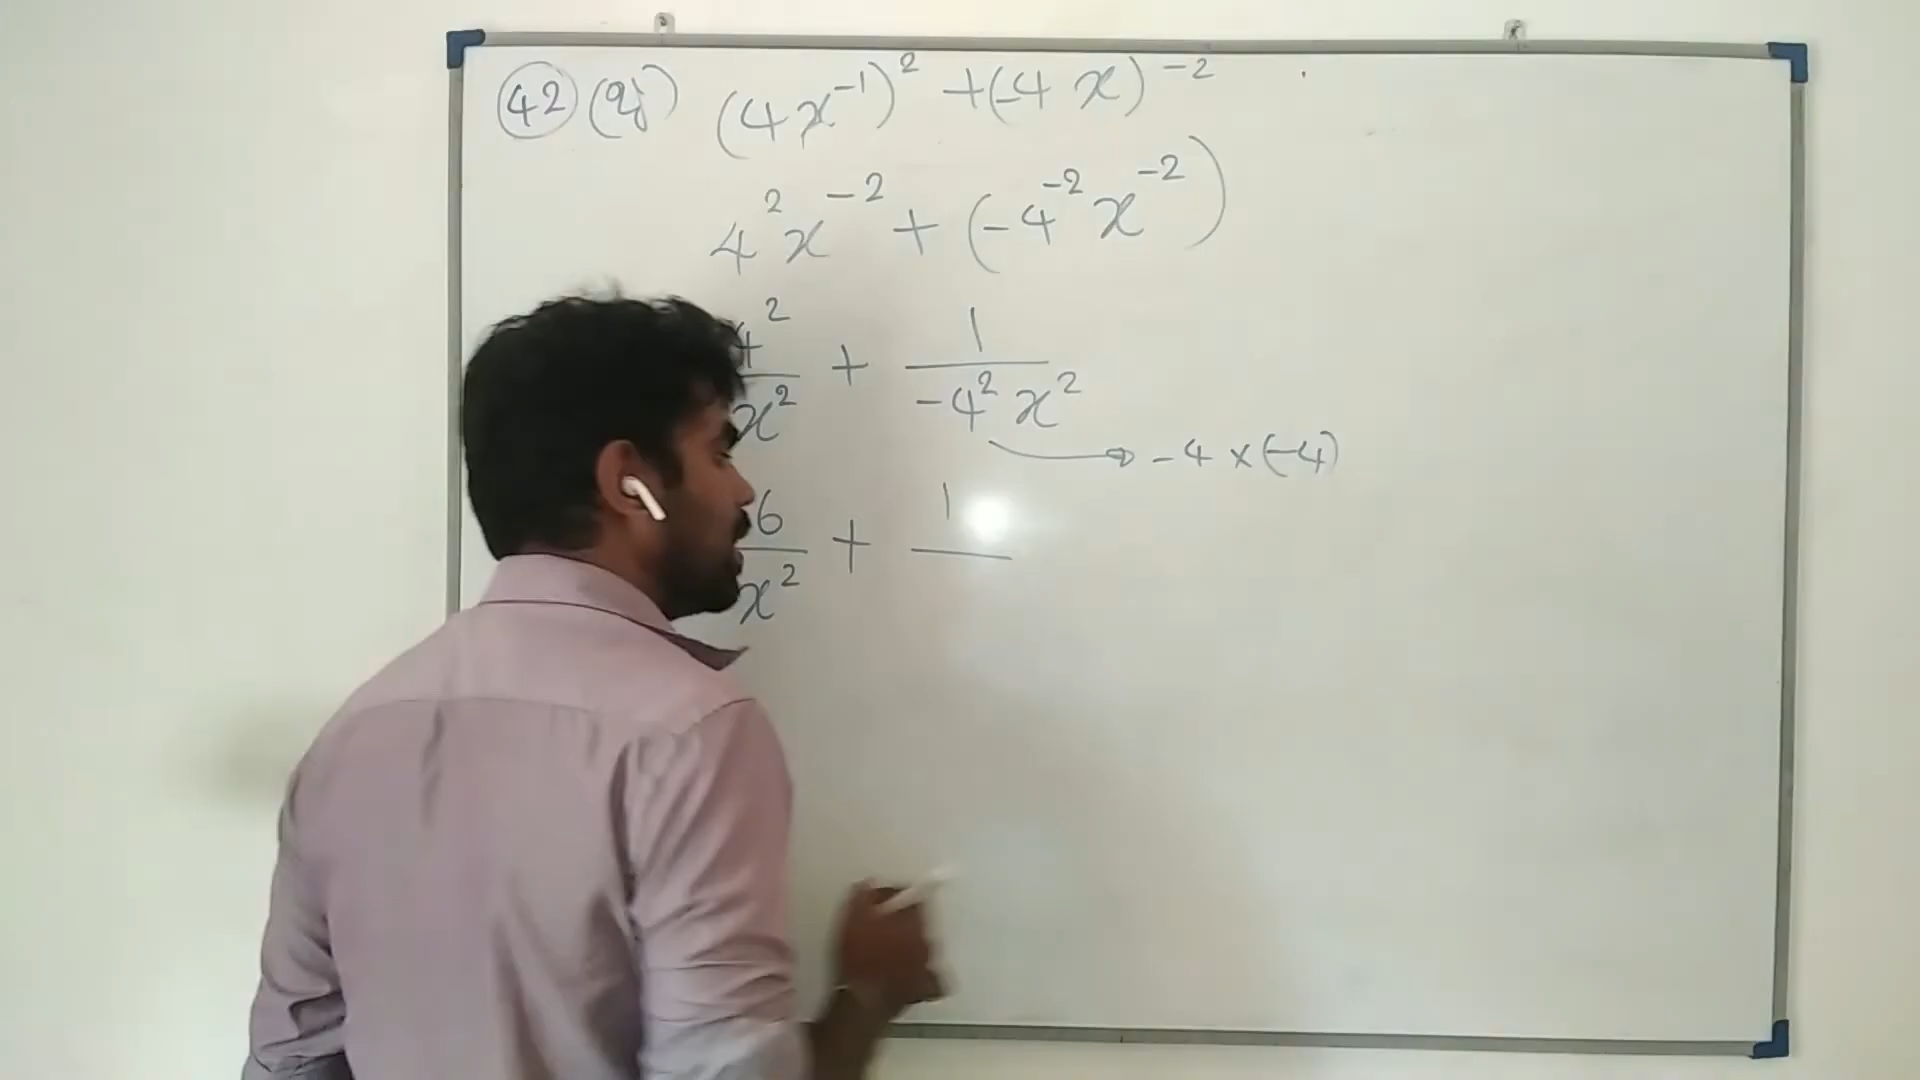 42 (a) (4x⁻¹)² + (-4x)⁻²
4²x⁻² + (-4⁻²x⁻²)
4²/x² + 1/-4²x²
→ -4 × (-4)
6/x² + 1/